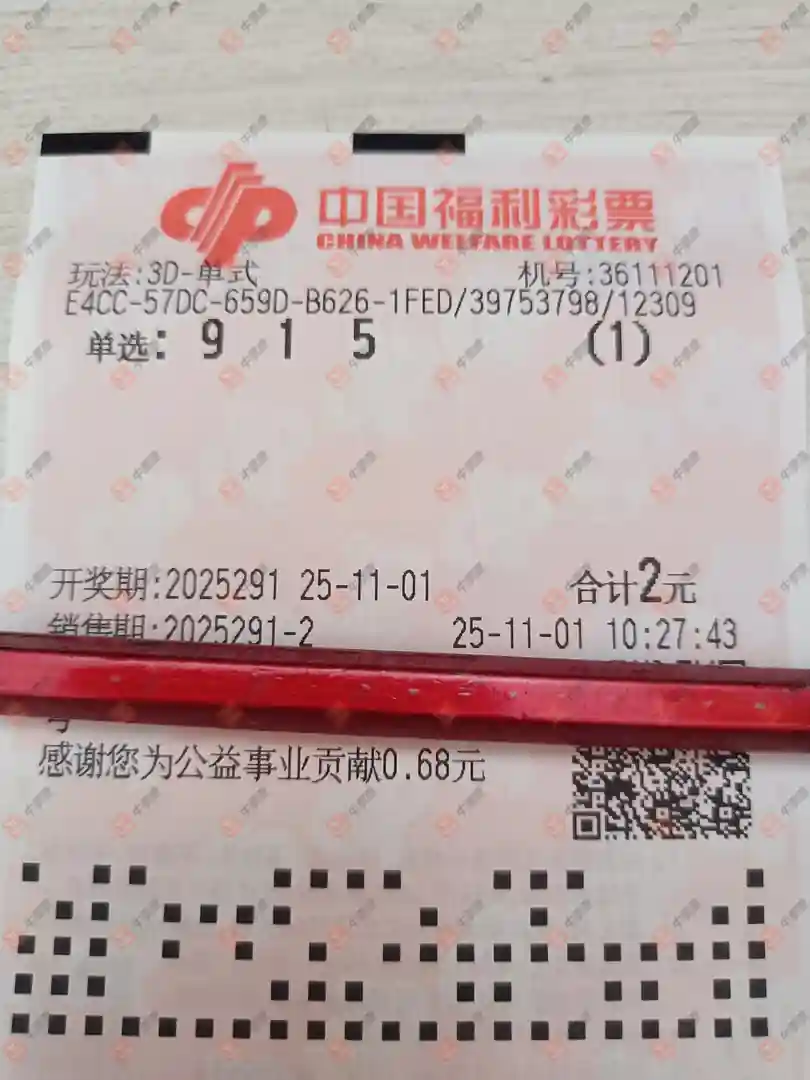 中国福利彩票
CHINA WELFARE LOTTERY
玩法:3D-单式 机号:36111201
E4CC-57DC-659D-B626-1FED/39753798/12309
单选: 9 1 5 (1)
开奖期:2025291 25-11-01 合计2元
销售期:2025291-2 25-11-01 10:27:43
号
感谢您为公益事业贡献0.68元